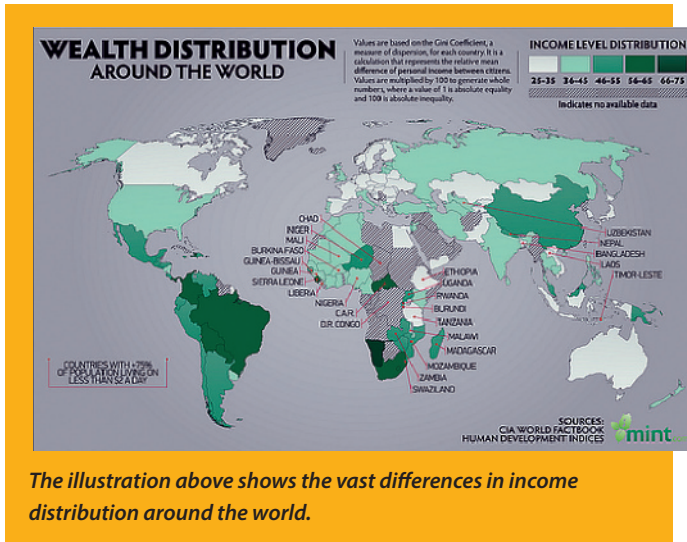 WEALTH DISTRIBUTION
AROUND THE WORLD
Values are based on the Gini Coefficient, a
measure of dispersion, for each country. It is a
calculation that represents the relative mean
difference of personal income between citizens.
Values are multiplied by 100 to generate whole
numbers, where a value of 1 is absolute equality
and 100 is absolute inequality.
INCOME LEVEL DISTRIBUTION
25-35 36-45 46-55 56-65 66-75
Indicates no available data
CHAD
NIGER
MALI
BURKINA FASO
GUINEA-BISSAU
GUINEA
SIERRA LEONE
LIBERIA
NIGERIA
C.A.R.
D.R. CONGO
ETHIOPIA
UGANDA
RWANDA
BURUNDI
TANZANIA
MALAWI
MADAGASCAR
MOZAMBIQUE
ZAMBIA
SWAZILAND
UZBEKISTAN
NEPAL
BANGLADESH
LAOS
TIMOR-LESTE
COUNTRIES WITH +75%
OF POPULATION LIVING ON
LESS THAN $2 A DAY
SOURCES:
CIA WORLD FACTBOOK
HUMAN DEVELOPMENT INDICES
mint
The illustration above shows the vast differences in income
distribution around the world.